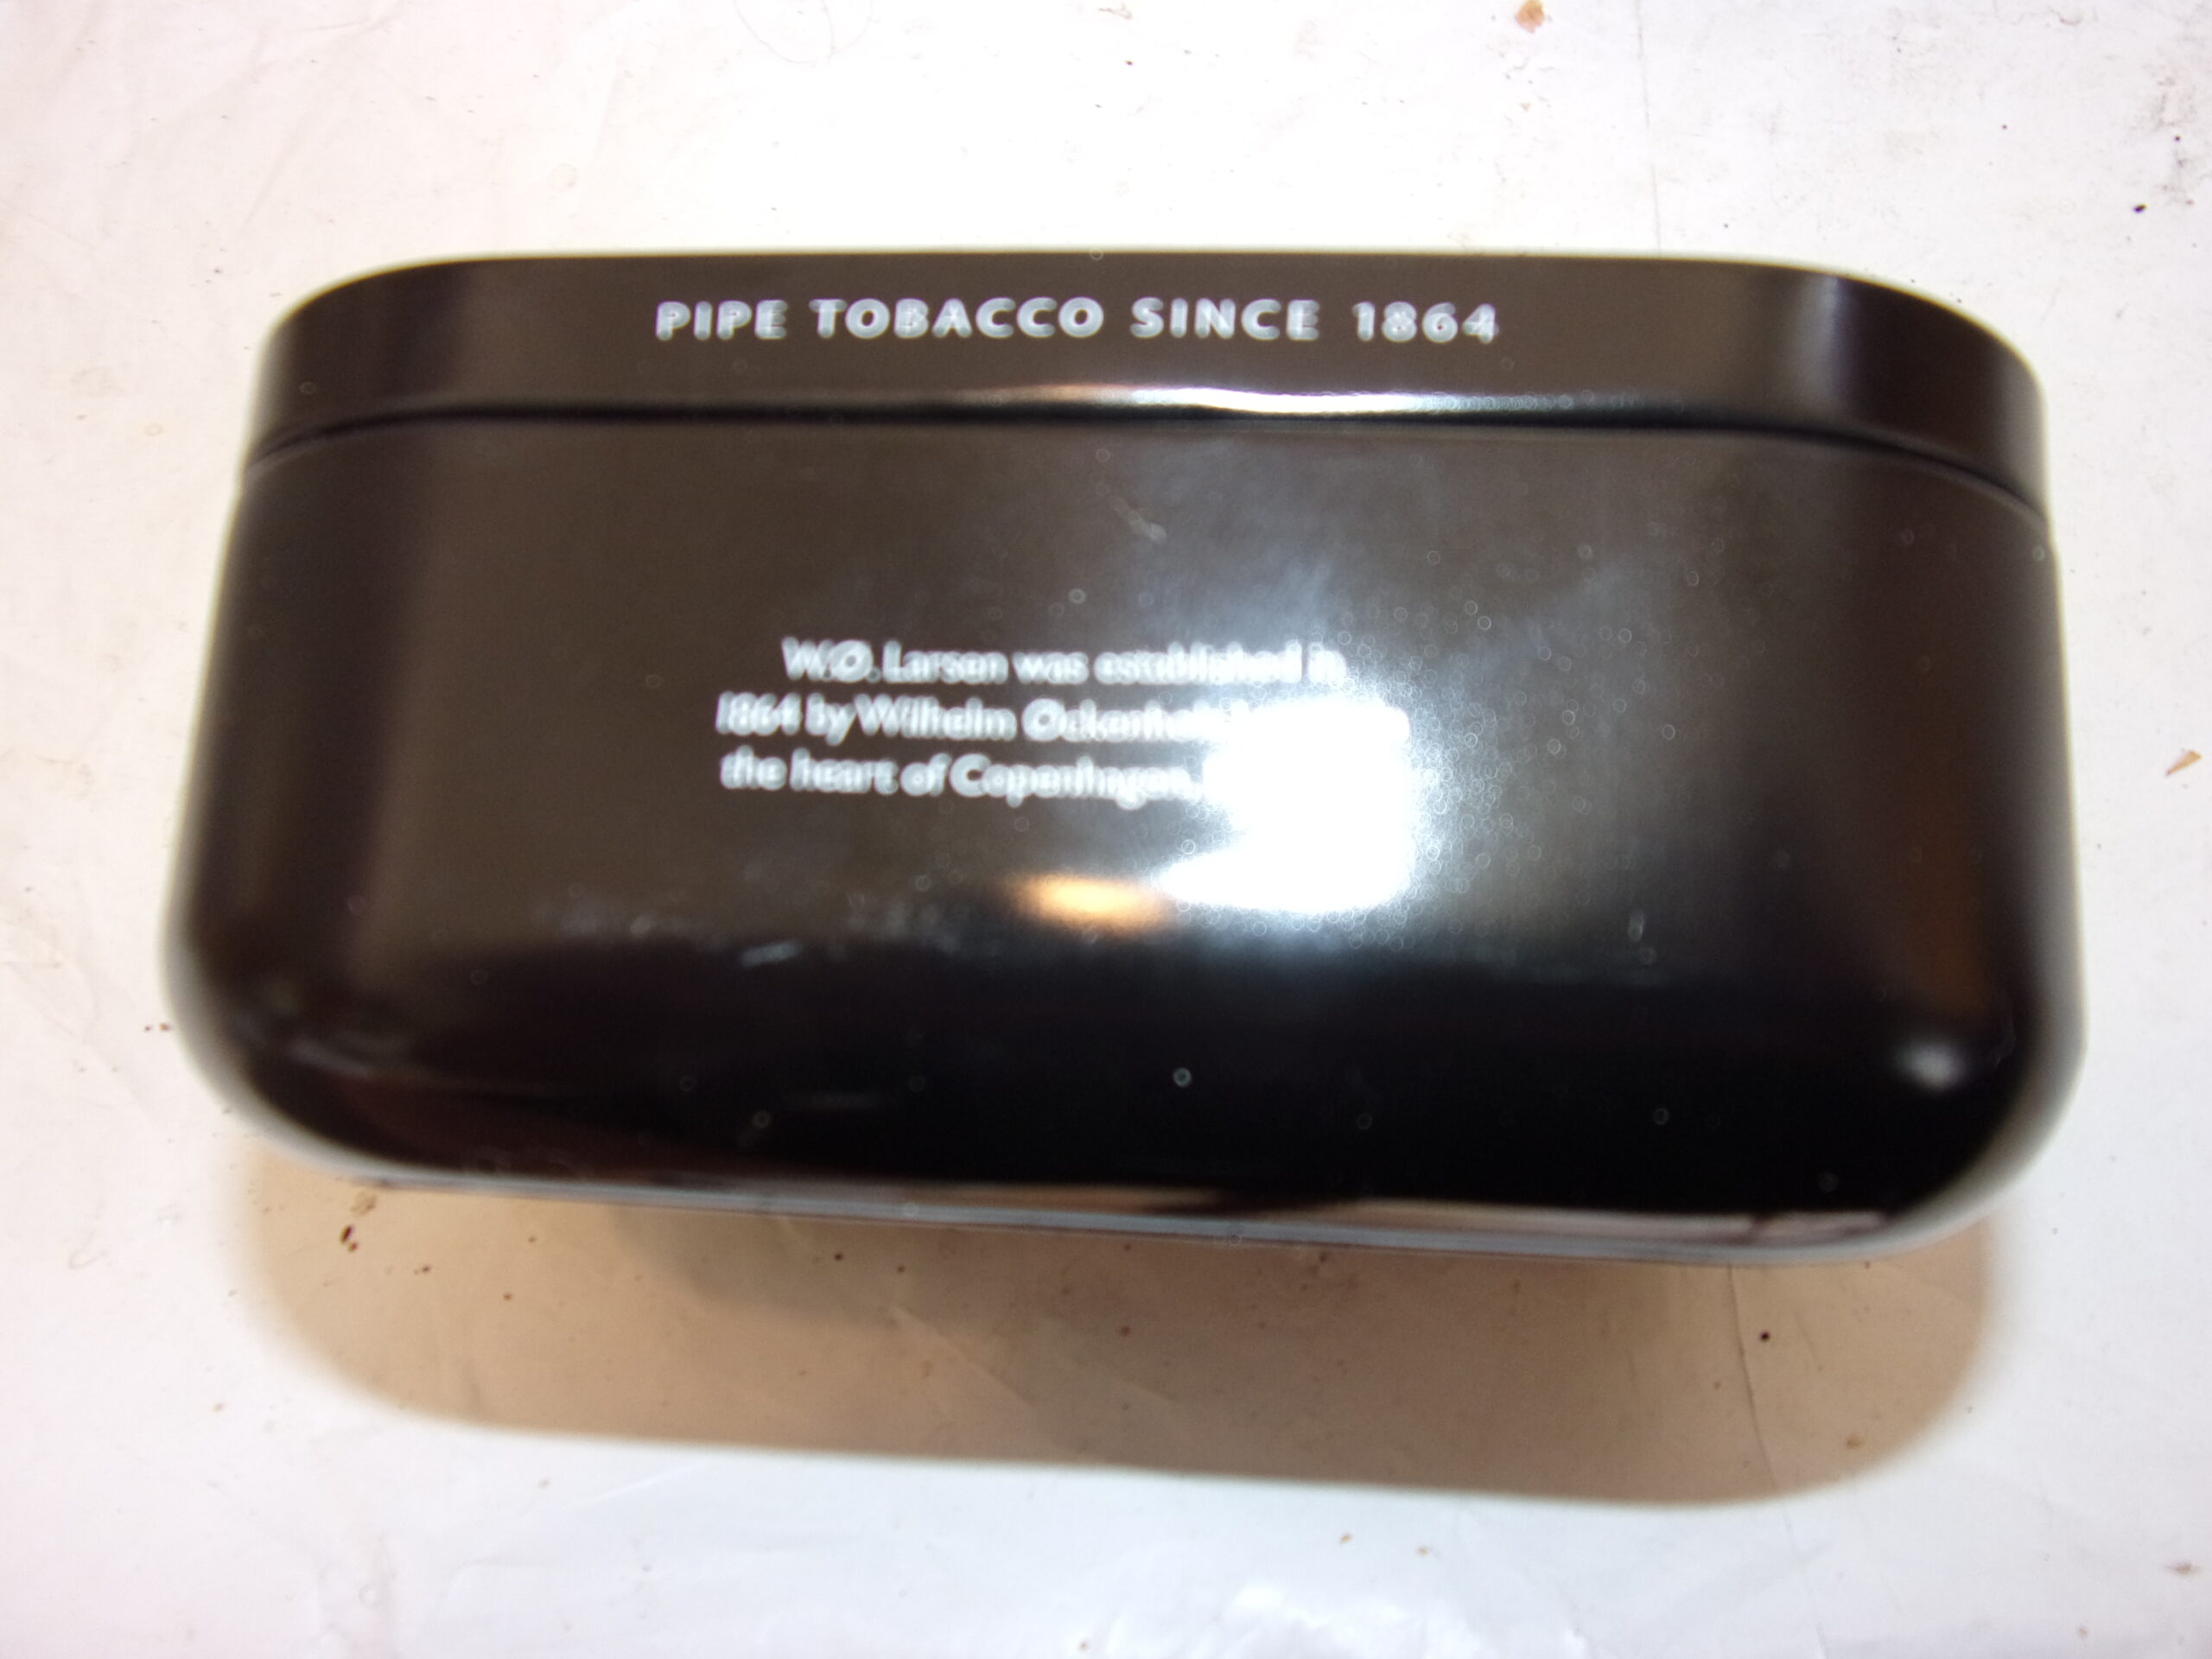 PIPE TOBACCO SINCE 1864
W.Ø. Larsen was established in
1864 by Wilhelm
the heart of Copenhagen,